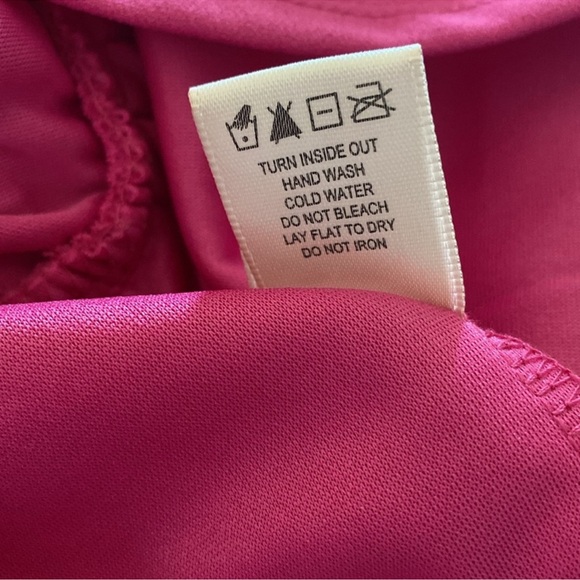 TURN INSIDE OUT
HAND WASH
COLD WATER
DO NOT BLEACH
LAY FLAT TO DRY
DO NOT IRON